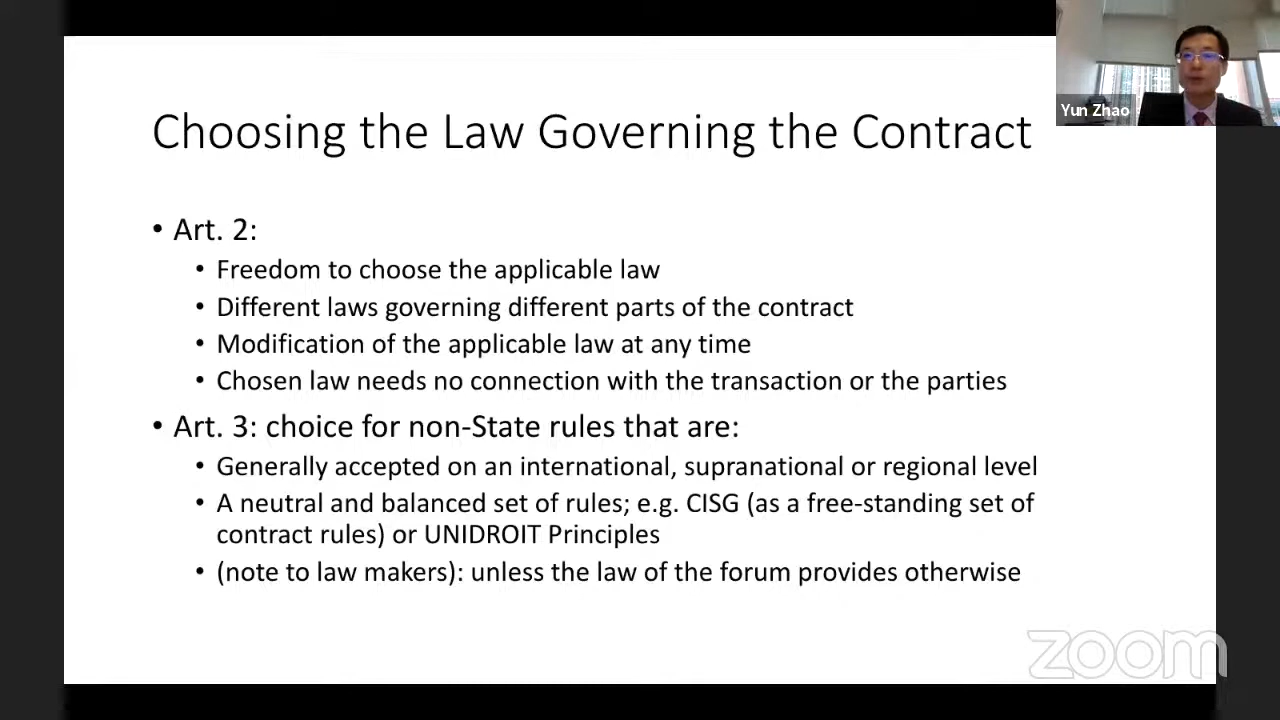 Choosing the Law Governing the Contract
Yun Zhao
• Art. 2:
• Freedom to choose the applicable law
• Different laws governing different parts of the contract
• Modification of the applicable law at any time
• Chosen law needs no connection with the transaction or the parties
• Art. 3: choice for non-State rules that are:
• Generally accepted on an international, supranational or regional level
• A neutral and balanced set of rules; e.g. CISG (as a free-standing set of
contract rules) or UNIDROIT Principles
• (note to law makers): unless the law of the forum provides otherwise
zoom